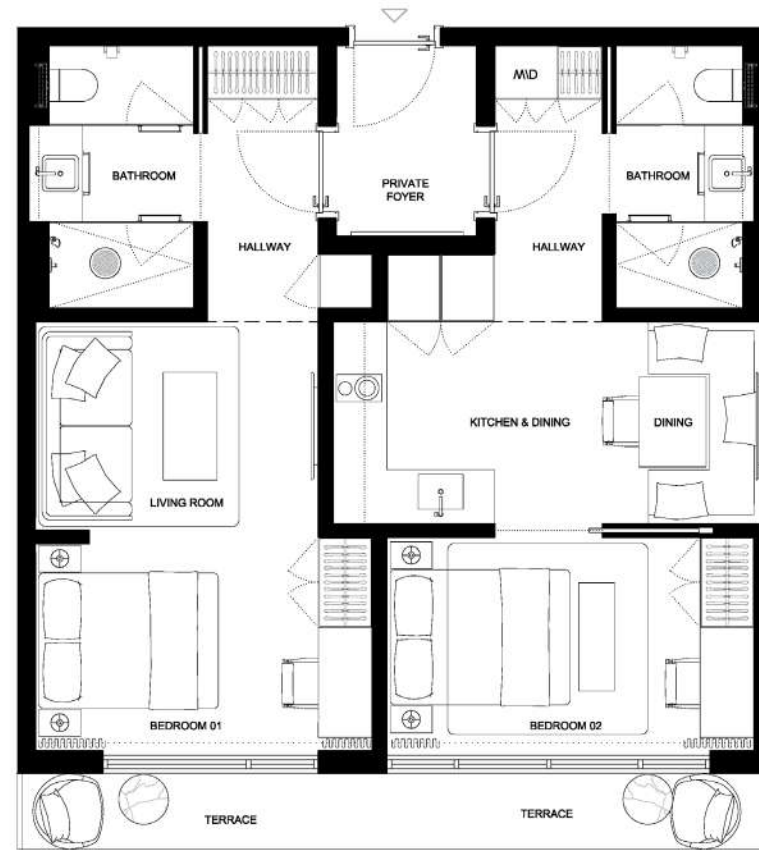 M\D
BATHROOM
PRIVATE
FOYER
BATHROOM
HALLWAY
HALLWAY
KITCHEN & DINING
DINING
LIVING ROOM
BEDROOM 01
BEDROOM 02
TERRACE
TERRACE